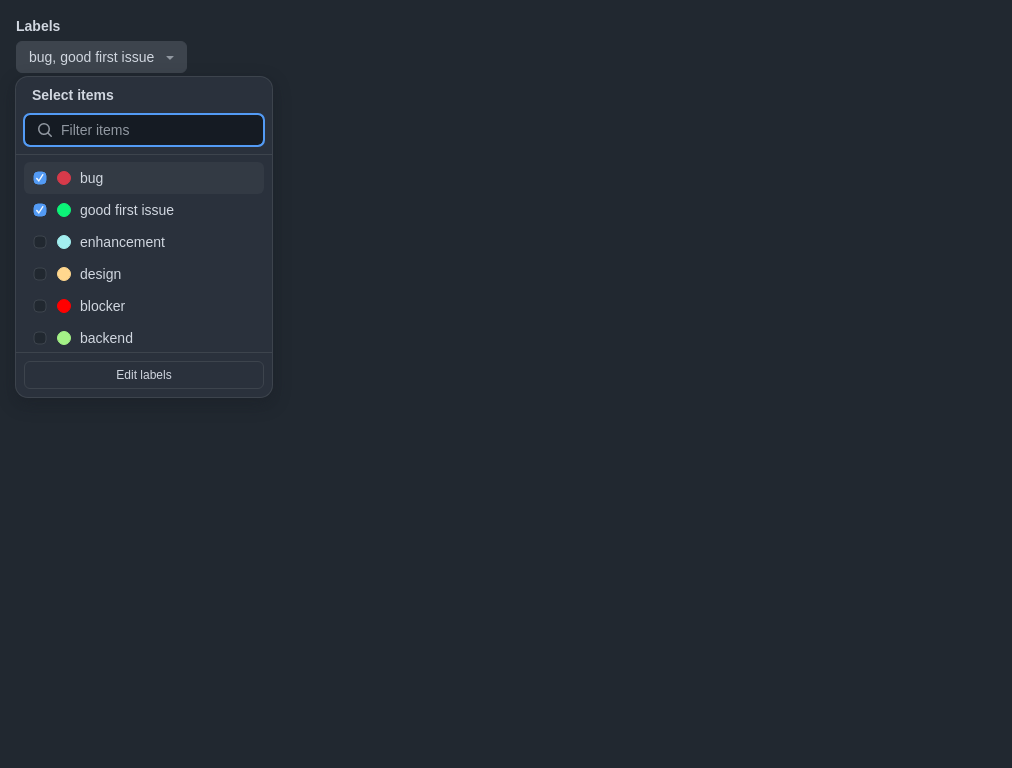 Labels
bug, good first issue
Select items
Filter items
bug
good first issue
enhancement
design
blocker
backend
Edit labels